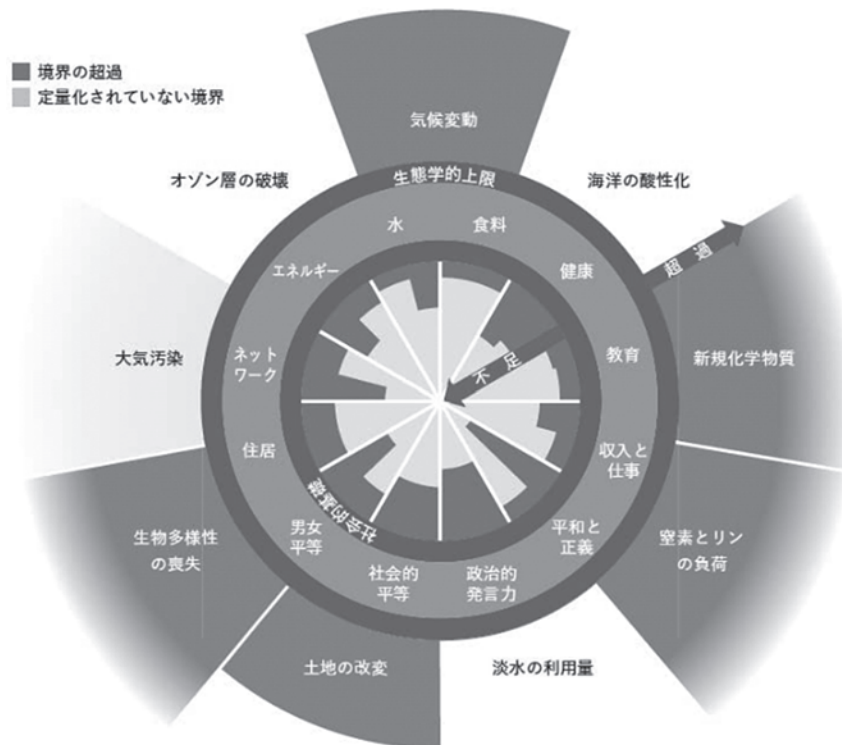 境界の超過
定量化されていない境界
気候変動
オゾン層の破壊
生態学的上限
海洋の酸性化
水
食料
エネルギー
健康
超過
大気汚染
ネット
ワーク
不足
教育
新規化学物質
住居
収入と
仕事
社会的基礎
生物多様性
の喪失
男女
平等
平和と
正義
窒素とリン
の負荷
社会的
平等
政治的
発言力
土地の改変
淡水の利用量